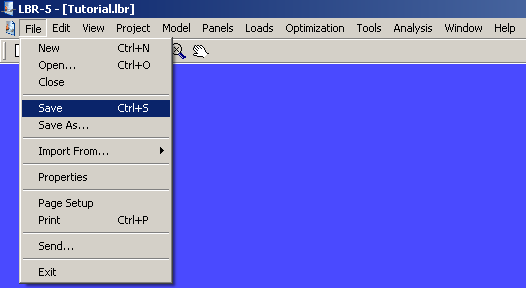 LBR-5 - [Tutorial.lbr]
File Edit View Project Model Panels Loads Optimization Tools Analysis Window Help
New Ctrl+N
Open... Ctrl+O
Close
Save Ctrl+S
Save As...
Import From...
Properties
Page Setup
Print Ctrl+P
Send...
Exit